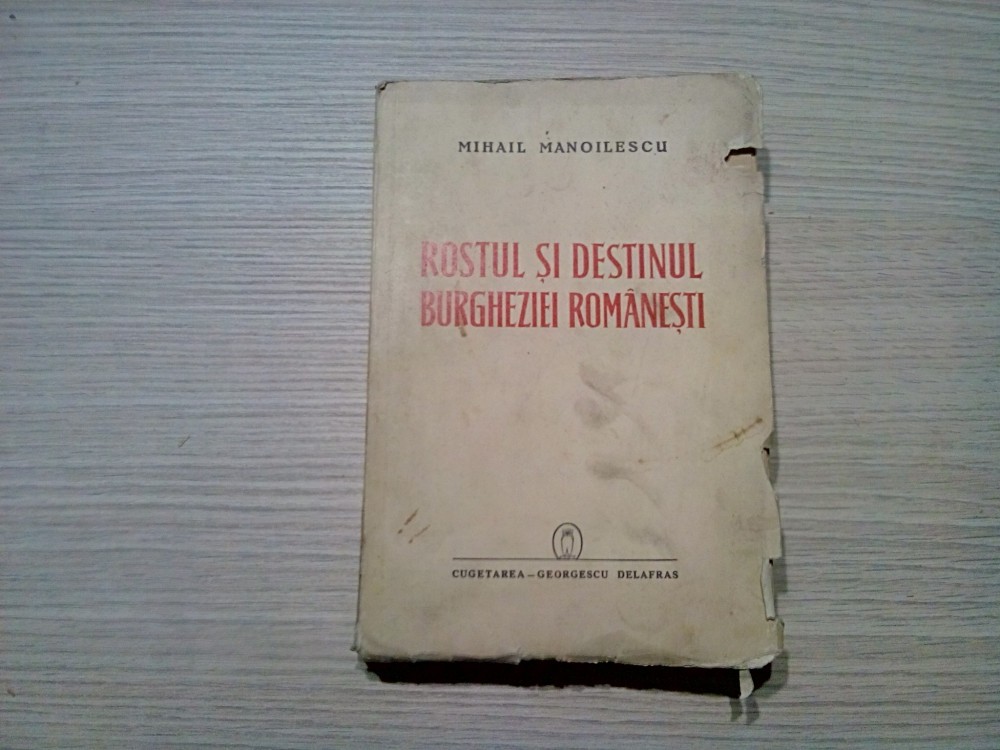 MIHAIL MANOILESCU
ROSTUL ȘI DESTINUL
BURGHEZIEI ROMÂNEȘTI
CUGETAREA — GEORGESCU DELAFRAS